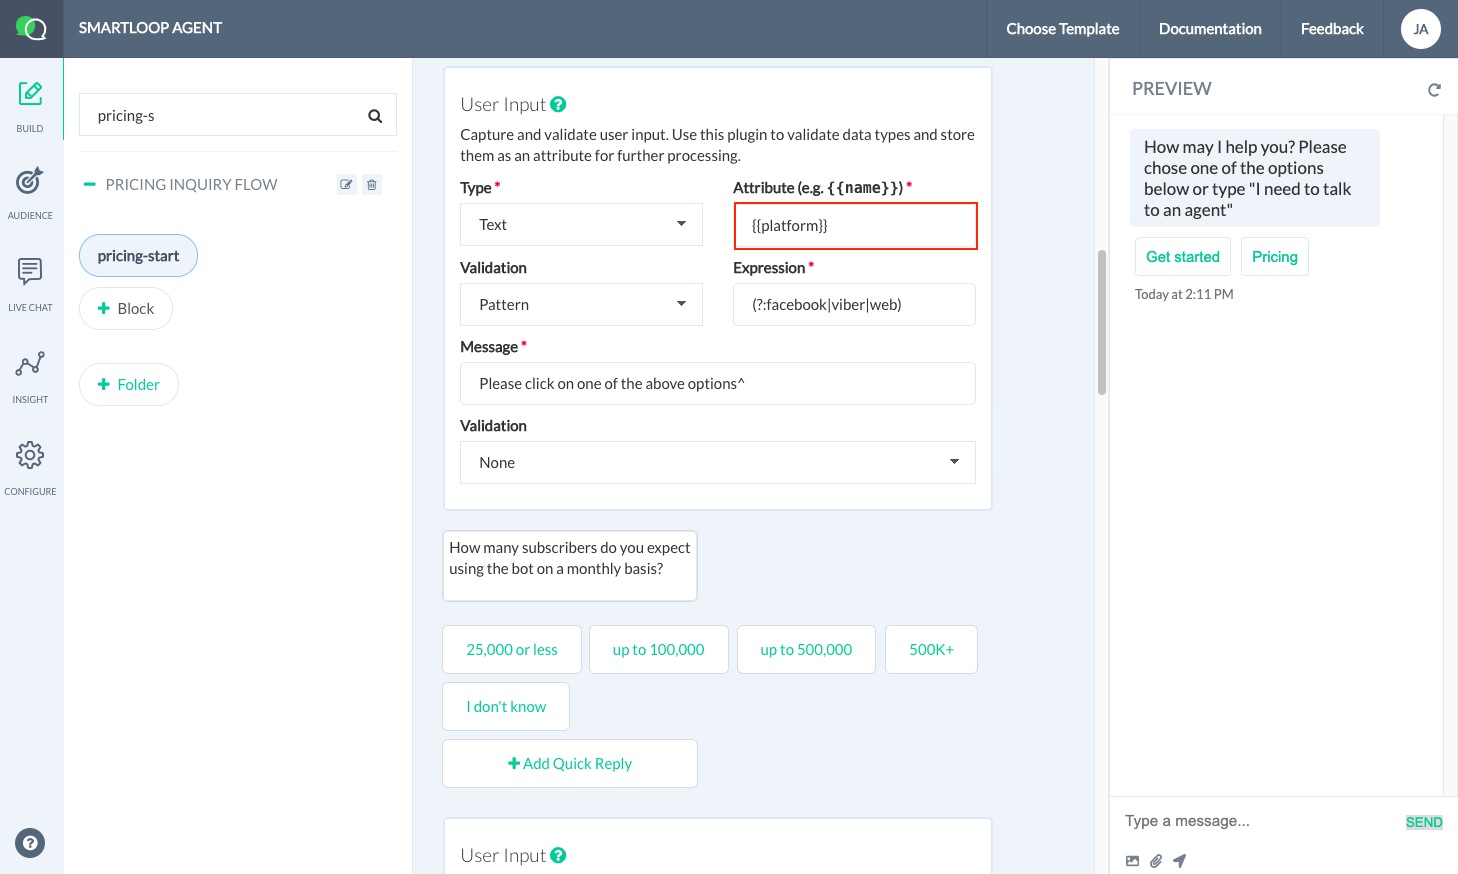 SMARTLOOP AGENT
Choose Template
Documentation
Feedback
JA
BUILD
AUDIENCE
LIVE CHAT
INSIGHT
CONFIGURE
?
pricing-s
PRICING INQUIRY FLOW
pricing-start
+ Block
+ Folder
User Input ?
Capture and validate user input. Use this plugin to validate data types and store
them as an attribute for further processing.
Type *
Attribute (e.g. {{name}}) *
Text
{{platform}}
Validation
Expression *
Pattern
(?:facebook|viber|web)
Message *
Please click on one of the above options^
Validation
None
How many subscribers do you expect
using the bot on a monthly basis?
25,000 or less
up to 100,000
up to 500,000
500K+
I don't know
+ Add Quick Reply
User Input ?
PREVIEW
How may I help you? Please
chose one of the options
below or type "I need to talk
to an agent"
Get started
Pricing
Today at 2:11 PM
Type a message...
SEND